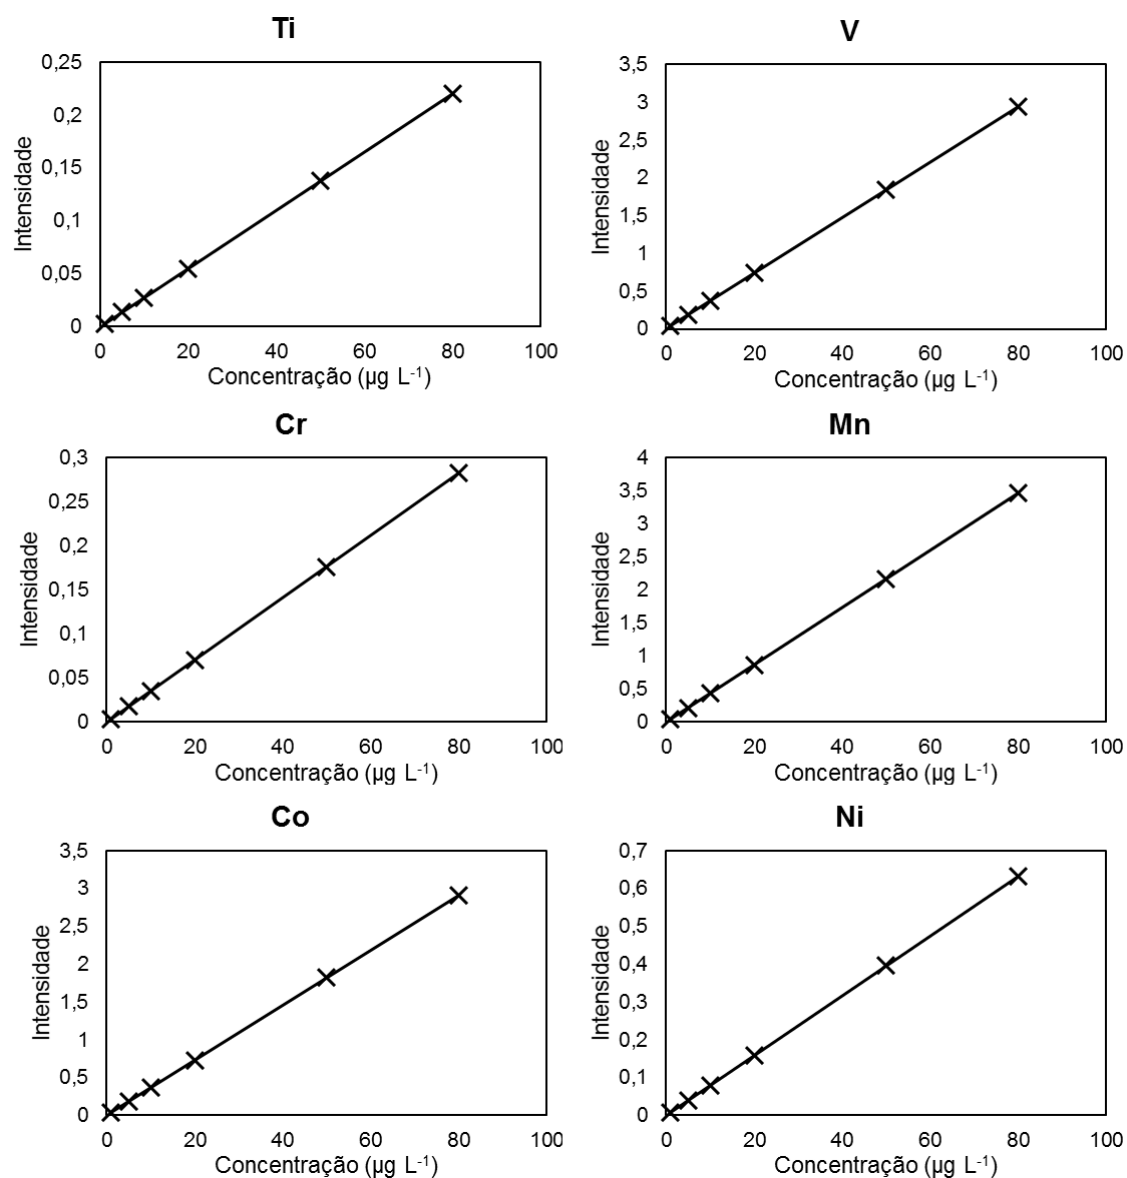 Ti
0,25
0,2
0,15
0,1
0,05
0
Intensidade
0 20 40 60 80 100
Concentração (µg L-1)
V
3,5
3
2,5
2
1,5
1
0,5
0
Intensidade
0 20 40 60 80 100
Concentração (µg L-1)
Cr
0,3
0,25
0,2
0,15
0,1
0,05
0
Intensidade
0 20 40 60 80 100
Concentração (µg L-1)
Mn
4
3,5
3
2,5
2
1,5
1
0,5
0
Intensidade
0 20 40 60 80 100
Concentração (µg L-1)
Co
3,5
3
2,5
2
1,5
1
0,5
0
Intensidade
0 20 40 60 80 100
Concentração (µg L-1)
Ni
0,7
0,6
0,5
0,4
0,3
0,2
0,1
0
Intensidade
0 20 40 60 80 100
Concentração (µg L-1)